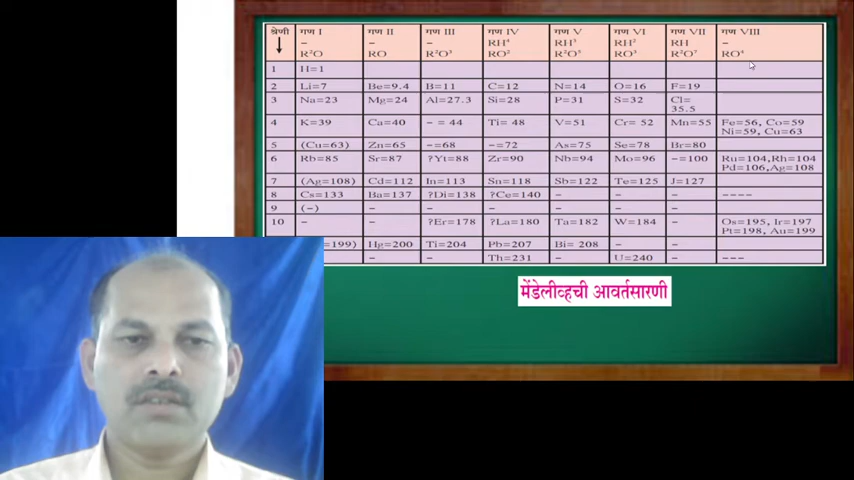 श्रेणी गण I गण II गण III गण IV गण V गण VI गण VII गण VIII
↓ – – – RH⁴ RH³ RH² RH –
R²O RO R²O³ RO² R²O⁵ RO³ R²O⁷ RO⁴
1 H=1
2 Li=7 Be=9.4 B=11 C=12 N=14 O=16 F=19
3 Na=23 Mg=24 Al=27.3 Si=28 P=31 S=32 Cl=
35.5
4 K=39 Ca=40 - = 44 Ti= 48 V=51 Cr= 52 Mn=55 Fe=56, Co=59
Ni=59, Cu=63
5 (Cu=63) Zn=65 -=68 -=72 As=75 Se=78 Br=80
6 Rb=85 Sr=87 ?Yt=88 Zr=90 Nb=94 Mo=96 -=100 Ru=104,Rh=104
Pd=106,Ag=108
7 (Ag=108) Cd=112 In=113 Sn=118 Sb=122 Te=125 J=127
8 Cs=133 Ba=137 ?Di=138 ?Ce=140 - - - ----
9 (-) - - - - - -
10 - - ?Er=178 ?La=180 Ta=182 W=184 - Os=195, Ir=197
Pt=198, Au=199
=199) Hg=200 Ti=204 Pb=207 Bi= 208 - -
- - Th=231 - U=240 - ---
मेंडेलीव्हची आवर्तसारणी